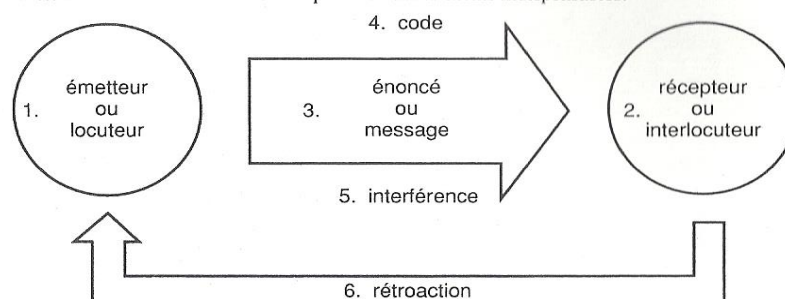 4. code
1. émetteur
ou
locuteur
3. énoncé
ou
message
2. récepteur
ou
interlocuteur
5. interférence
6. rétroaction